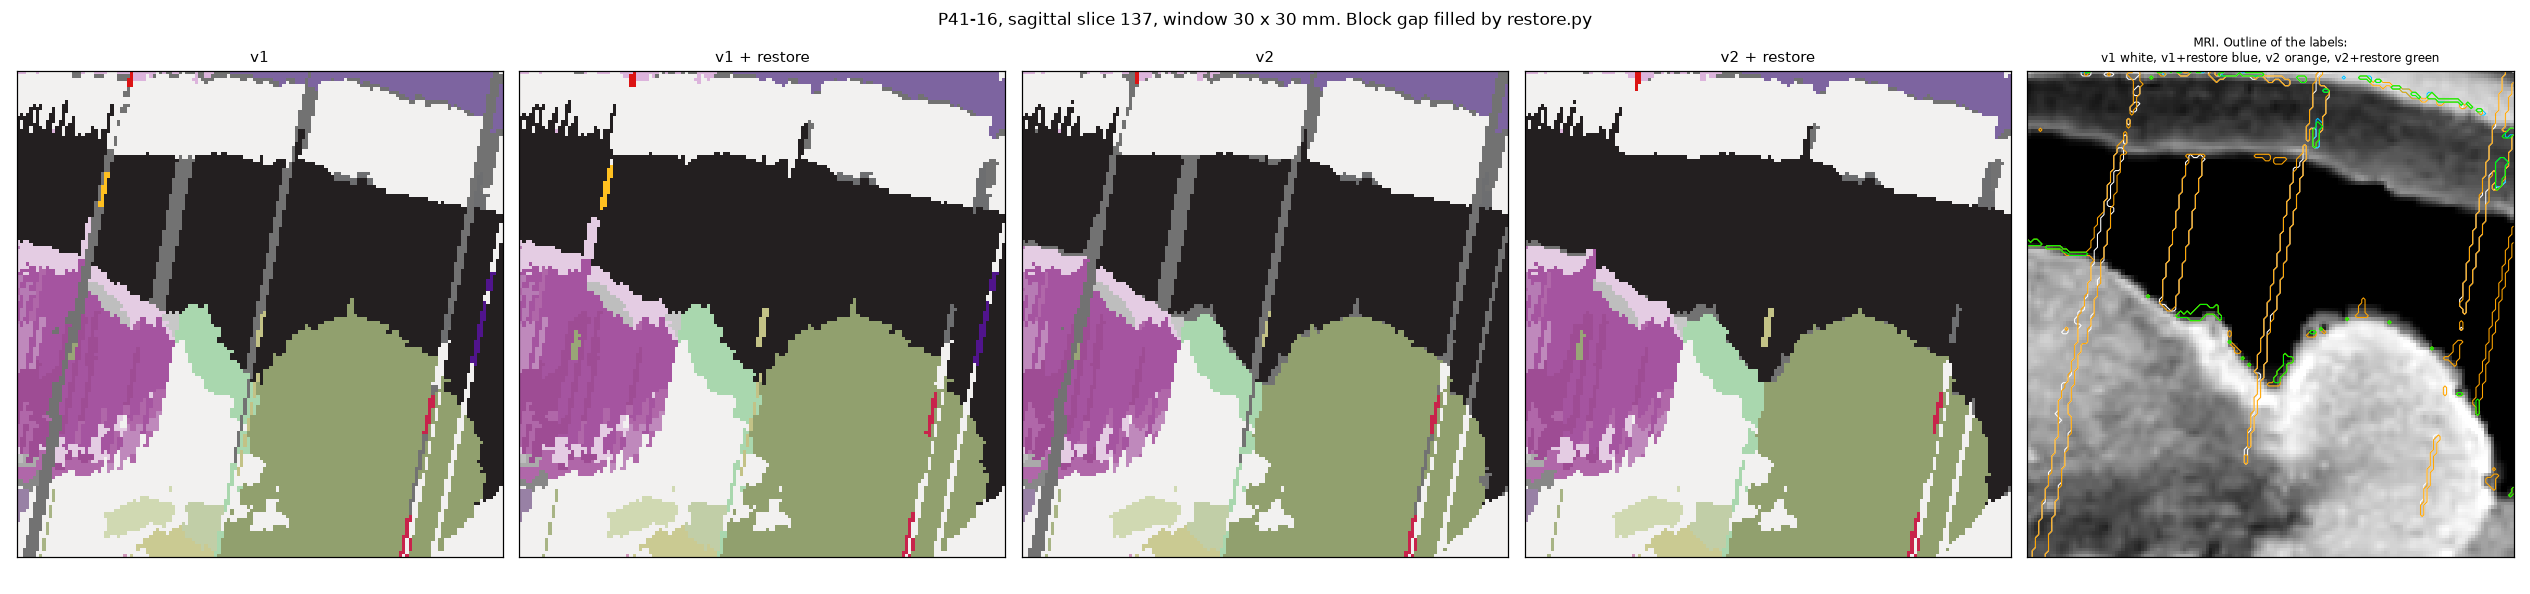 P41-16, sagittal slice 137, window 30 x 30 mm. Block gap filled by restore.py
v1
v1 + restore
v2
v2 + restore
MRI. Outline of the labels:
v1 white, v1+restore blue, v2 orange, v2+restore green